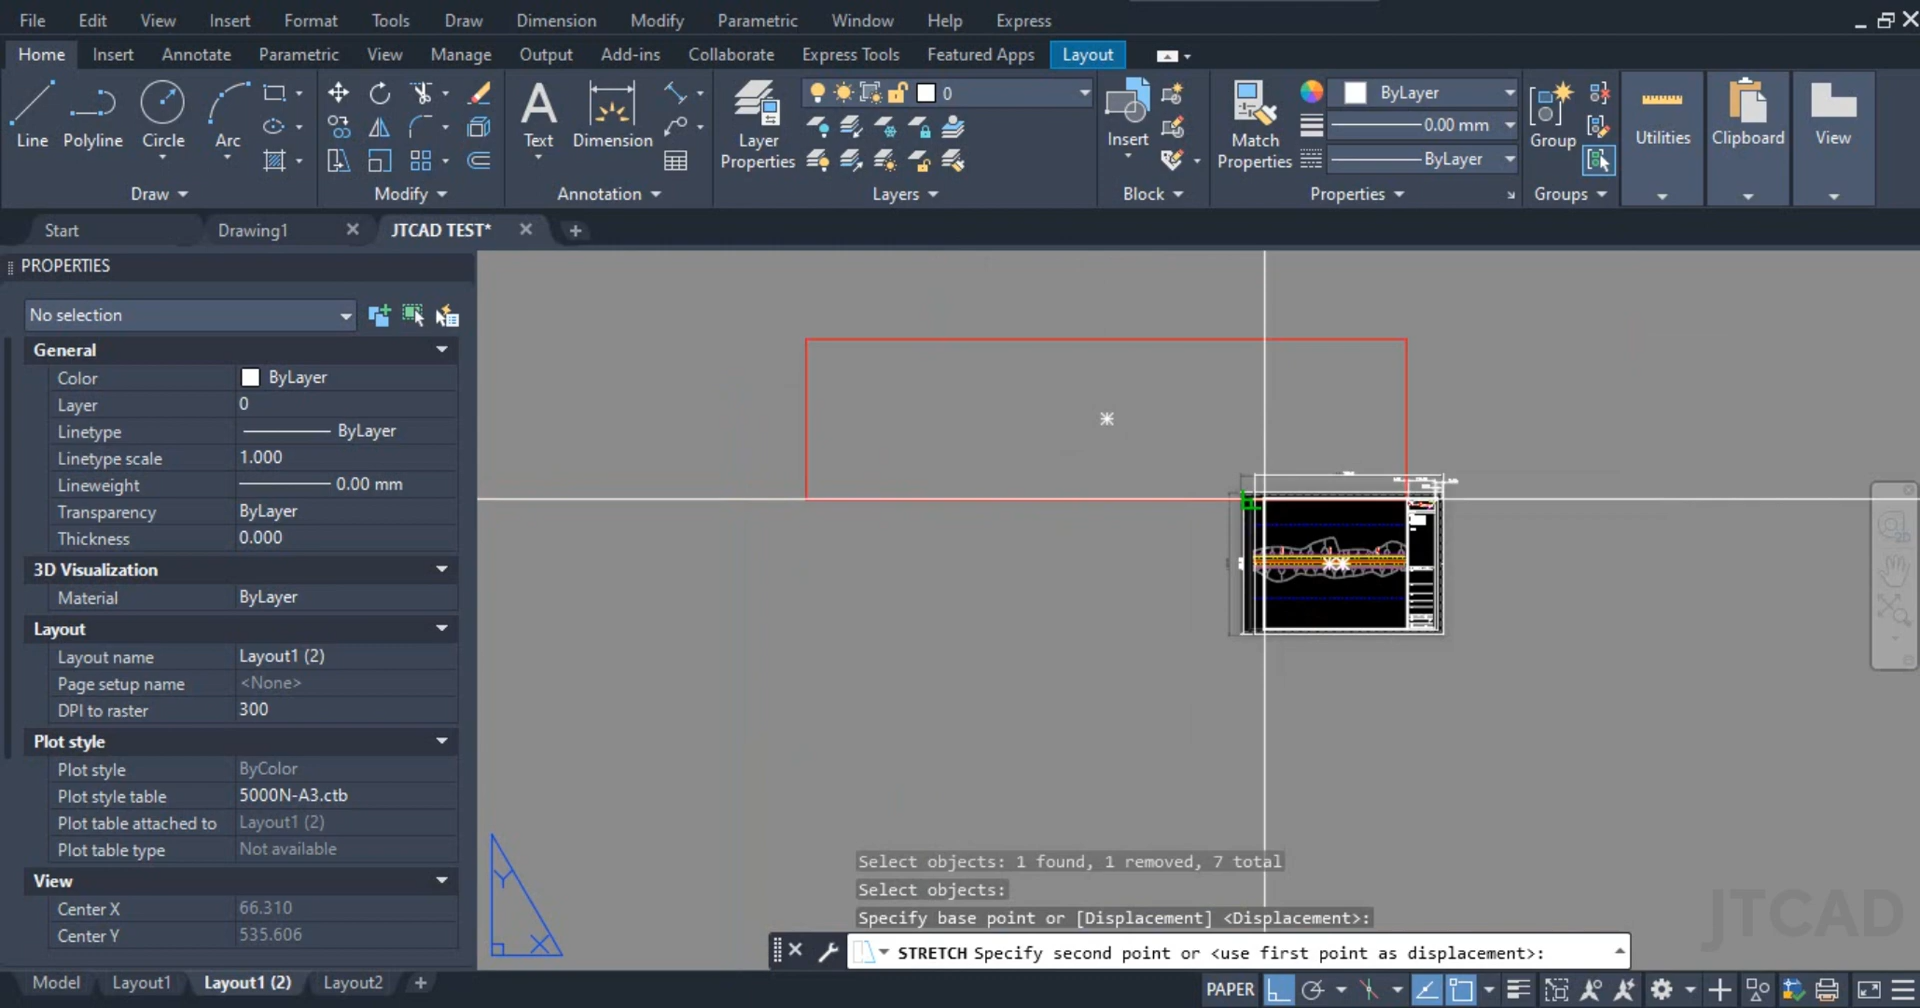 File Edit View Insert Format Tools Draw Dimension Modify Parametric Window Help Express
Home Insert Annotate Parametric View Manage Output Add-ins Collaborate Express Tools Featured Apps Layout
Line Polyline Circle Arc
Text Dimension
Layer Properties
0
Insert
Match Properties
ByLayer
0.00 mm
ByLayer
Group
Utilities
Clipboard
View
Draw Modify Annotation Layers Block Properties Groups
Start Drawing1 JTCAD TEST*
PROPERTIES
No selection
General
Color ByLayer
Layer 0
Linetype ByLayer
Linetype scale 1.000
Lineweight 0.00 mm
Transparency ByLayer
Thickness 0.000
3D Visualization
Material ByLayer
Layout
Layout name Layout1 (2)
Page setup name <None>
DPI to raster 300
Plot style
Plot style ByColor
Plot style table 5000N-A3.ctb
Plot table attached to Layout1 (2)
Plot table type Not available
View
Center X 66.310
Center Y 535.606
Y
X
Select objects: 1 found, 1 removed, 7 total
Select objects:
Specify base point or [Displacement] <Displacement>:
STRETCH Specify second point or <use first point as displacement>:
JTCAD
Model Layout1 Layout1 (2) Layout2 +
PAPER